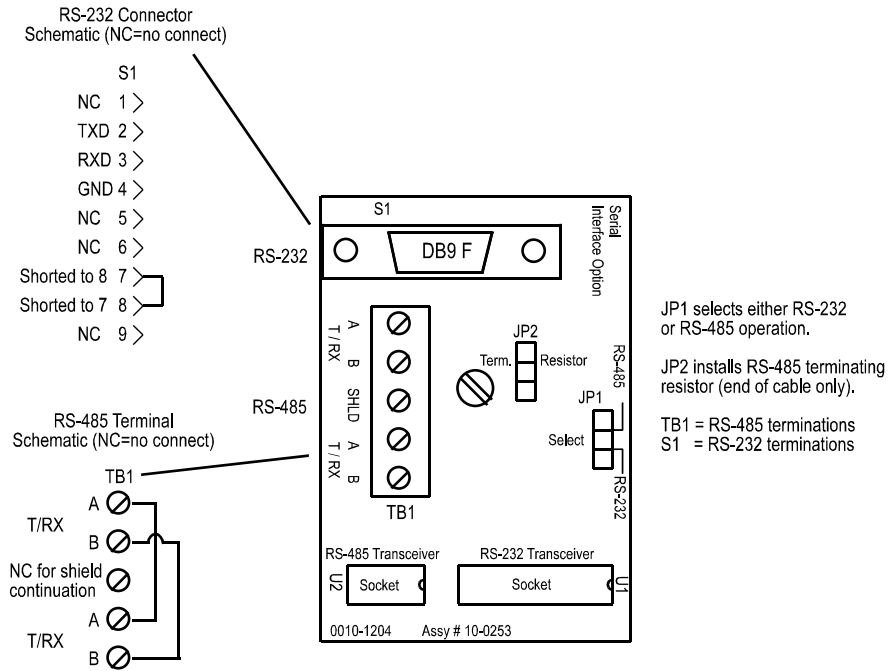 RS-232 Connector
Schematic (NC=no connect)
S1
NC 1
TXD 2
RXD 3
GND 4
NC 5
NC 6
Shorted to 8 7
Shorted to 7 8
NC 9
RS-485 Terminal
Schematic (NC=no connect)
TB1
A
T/RX
B
NC for shield
continuation
A
T/RX
B
RS-232
RS-485
S1
DB9 F
Serial
Interface Option
A
T / RX
B
SHLD
A
T / RX
B
TB1
JP2
Term. Resistor
JP1
RS-485
Select
RS-232
RS-485 Transceiver
U2
Socket
RS-232 Transceiver
Socket
U1
0010-1204 Assy # 10-0253
JP1 selects either RS-232
or RS-485 operation.
JP2 installs RS-485 terminating
resistor (end of cable only).
TB1 = RS-485 terminations
S1 = RS-232 terminations